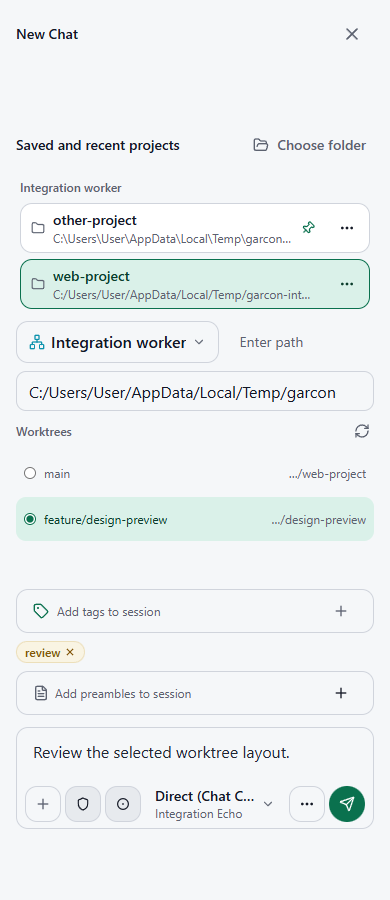 New Chat
Saved and recent projects
Choose folder
Integration worker
other-project
C:\Users\User\AppData\Local\Temp\garcon...
web-project
C:/Users/User/AppData/Local/Temp/garcon-int...
Integration worker
Enter path
C:/Users/User/AppData/Local/Temp/garcon
Worktrees
main
.../web-project
feature/design-preview
.../design-preview
Add tags to session
review
Add preambles to session
Review the selected worktree layout.
Direct (Chat C...
Integration Echo